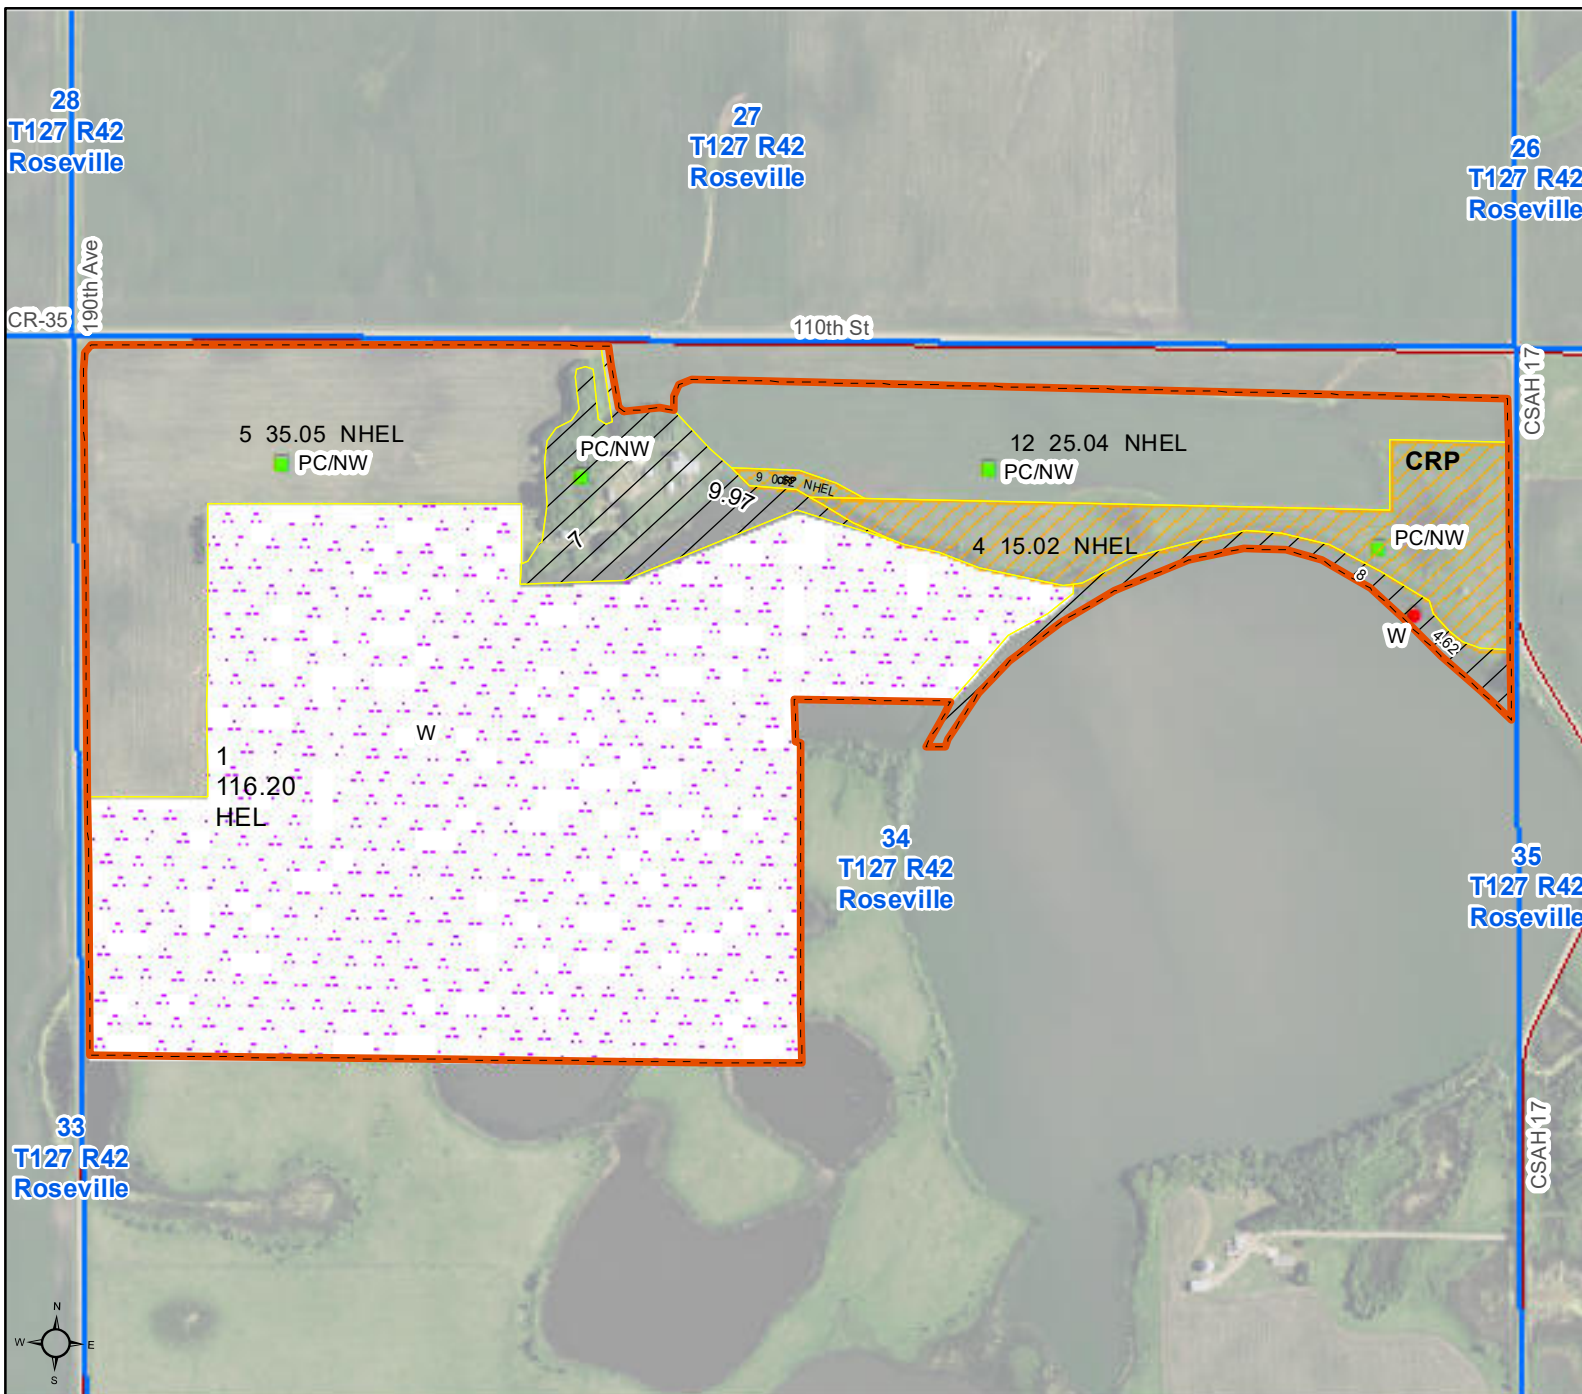 28
T127 R42
Roseville
27
T127 R42
Roseville
26
T127 R42
Roseville
190th Ave
CR-35
110th St
CSAH 17
5 35.05 NHEL
PC/NW
PC/NW
12 25.04 NHEL
PC/NW
CRP
9 NHEL
9.97
7
4 15.02 NHEL
PC/NW
8
W
4.62
W
1
116.20
HEL
34
T127 R42
Roseville
35
T127 R42
Roseville
33
T127 R42
Roseville
CSAH 17
N
W
E
S